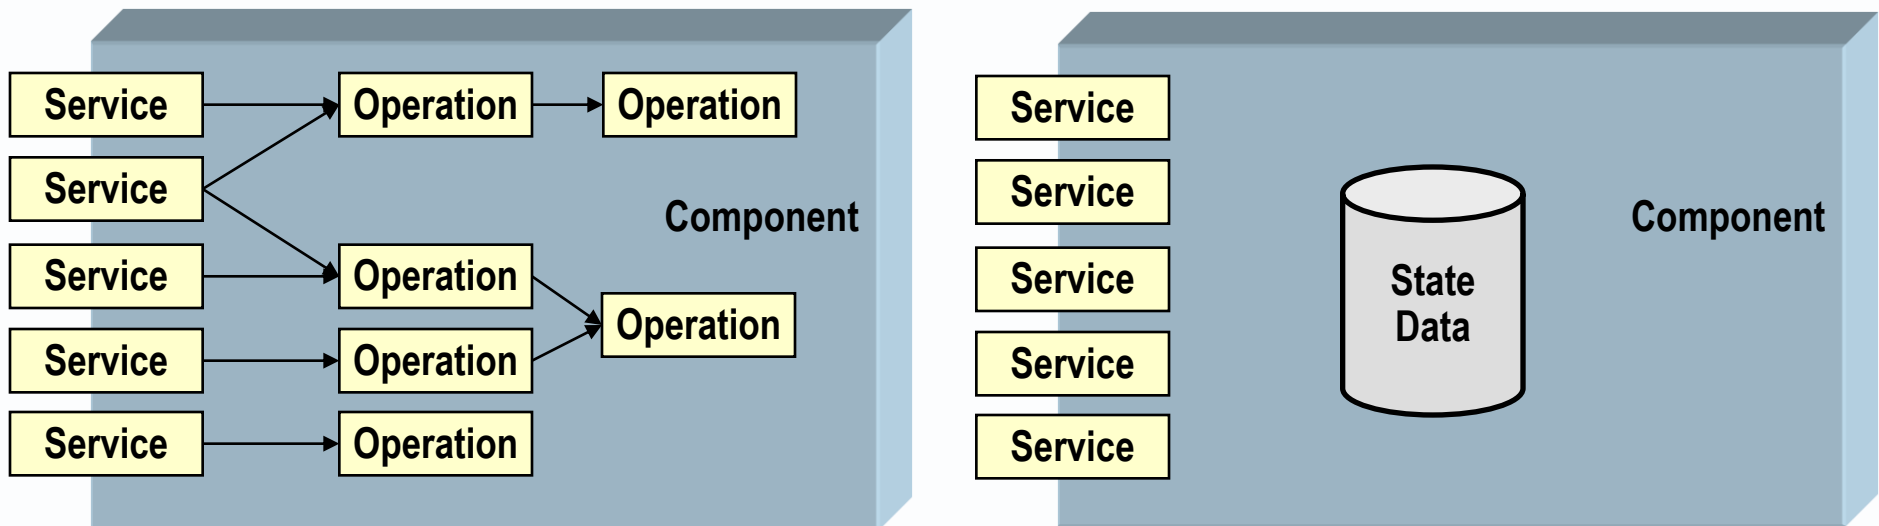 Service
Operation
Operation
Service
Component
Service
Operation
Operation
Service
Operation
Service
Operation
Service
Service
Component
Service
State
Data
Service
Service